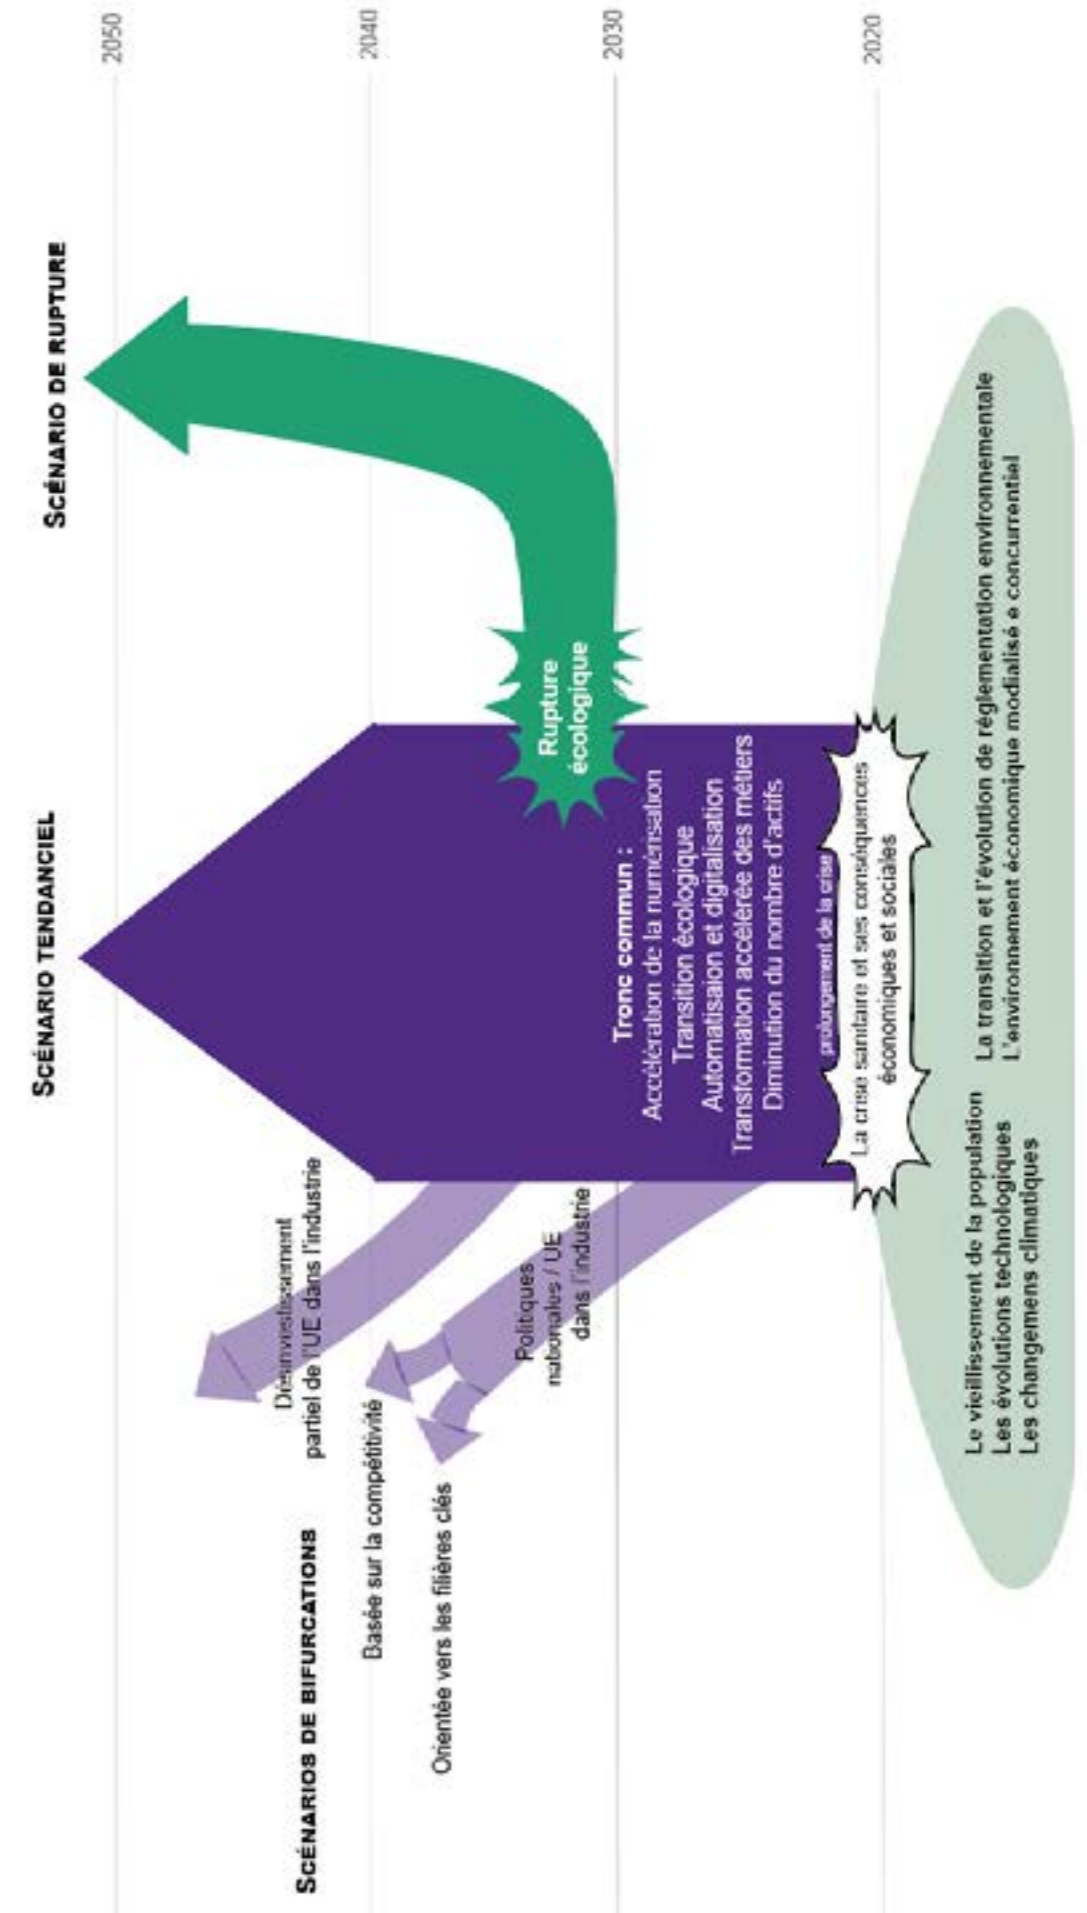 SCÉNARIO TENDANCIEL
SCÉNARIO DE RUPTURE
2050
2040
2030
2020
SCÉNARIOS DE BIFURCATIONS
Désinvestissement
partiel de l'UE dans l'industrie
Basée sur la compétitivité
Orientée vers les filières clés
Politiques
nationales / UE
dans l'industrie
Rupture
écologique
Tronc commun :
Accélération de la numérisation
Transition écologique
Automatisaion et digitalisation
Transformation accélérée des métiers
Diminution du nombre d'actifs
prolongement de la crise
La crise sanitaire et ses conséquences
économiques et sociales
Le vieillissement de la population
Les évolutions technologiques
Les changemens climatiques
La transition et l'évolution de réglementation environnementale
L'environnement économique modialisé e concurrentiel